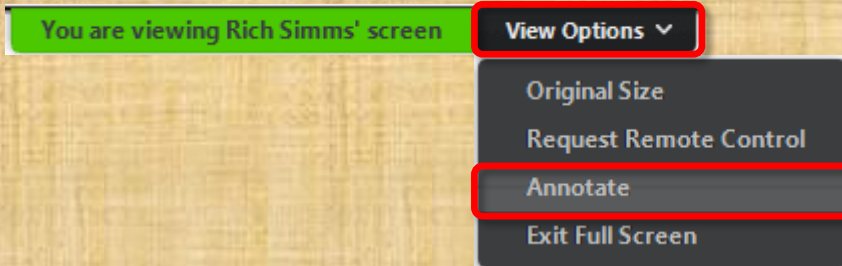 You are viewing Rich Simms' screen View Options
Original Size
Request Remote Control
Annotate
Exit Full Screen